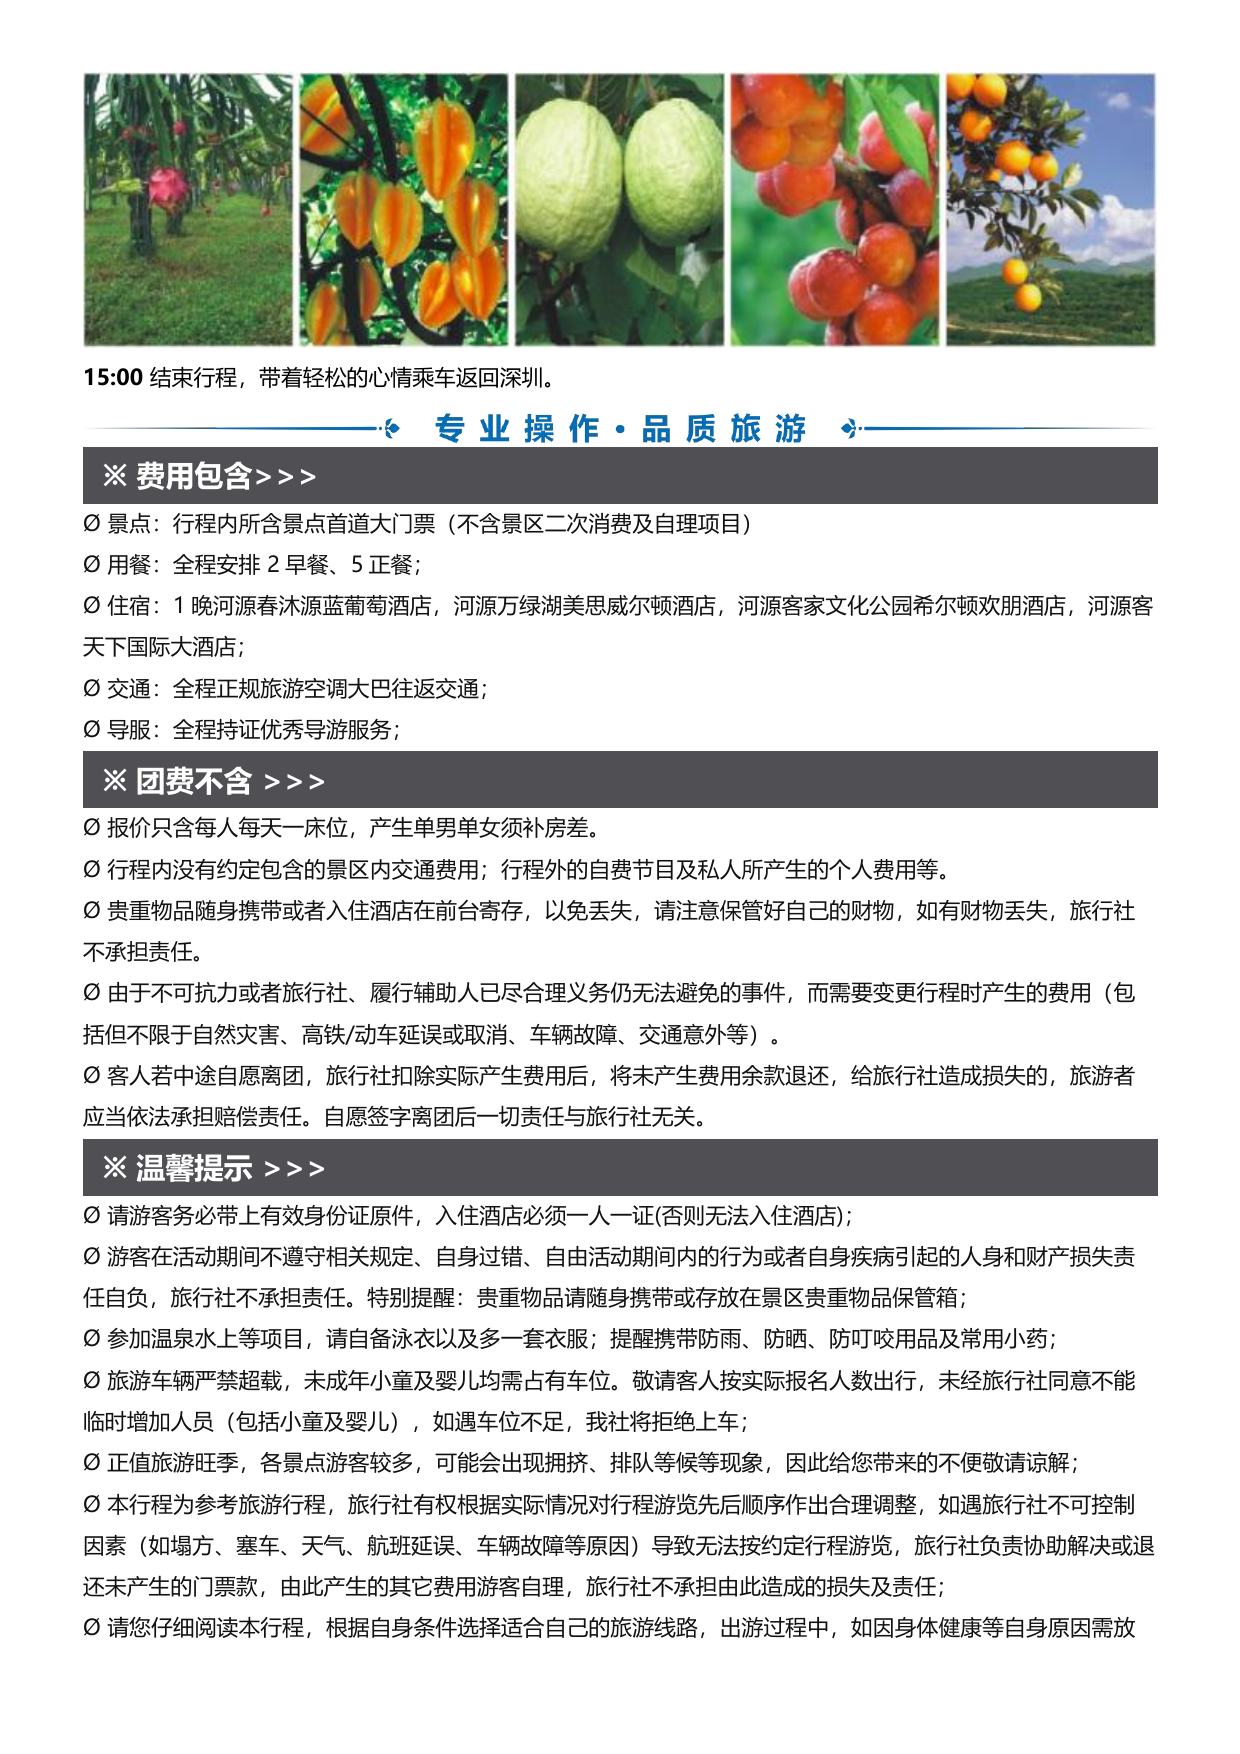 15:00 结束行程，带着轻松的心情乘车返回深圳。
专业操作·品质旅游
※ 费用包含>>>
Ø 景点：行程内所含景点首道大门票（不含景区二次消费及自理项目）
Ø 用餐：全程安排 2 早餐、5 正餐；
Ø 住宿：1 晚河源春沐源蓝葡萄酒店，河源万绿湖美思威尔顿酒店，河源客家文化公园希尔顿欢朋酒店，河源客
天下国际大酒店；
Ø 交通：全程正规旅游空调大巴往返交通；
Ø 导服：全程持证优秀导游服务；
※ 团费不含 >>>
Ø 报价只含每人每天一床位，产生单男单女须补房差。
Ø 行程内没有约定包含的景区内交通费用；行程外的自费节目及私人所产生的个人费用等。
Ø 贵重物品随身携带或者入住酒店在前台寄存，以免丢失，请注意保管好自己的财物，如有财物丢失，旅行社
不承担责任。
Ø 由于不可抗力或者旅行社、履行辅助人已尽合理义务仍无法避免的事件，而需要变更行程时产生的费用（包
括但不限于自然灾害、高铁/动车延误或取消、车辆故障、交通意外等）。
Ø 客人若中途自愿离团，旅行社扣除实际产生费用后，将未产生费用余款退还，给旅行社造成损失的，旅游者
应当依法承担赔偿责任。自愿签字离团后一切责任与旅行社无关。
※ 温馨提示 >>>
Ø 请游客务必带上有效身份证原件，入住酒店必须一人一证(否则无法入住酒店)；
Ø 游客在活动期间不遵守相关规定、自身过错、自由活动期间内的行为或者自身疾病引起的人身和财产损失责
任自负，旅行社不承担责任。特别提醒：贵重物品请随身携带或存放在景区贵重物品保管箱；
Ø 参加温泉水上等项目，请自备泳衣以及多一套衣服；提醒携带防雨、防晒、防叮咬用品及常用小药；
Ø 旅游车辆严禁超载，未成年小童及婴儿均需占有车位。敬请客人按实际报名人数出行，未经旅行社同意不能
临时增加人员（包括小童及婴儿），如遇车位不足，我社将拒绝上车；
Ø 正值旅游旺季，各景点游客较多，可能会出现拥挤、排队等候等现象，因此给您带来的不便敬请谅解；
Ø 本行程为参考旅游行程，旅行社有权根据实际情况对行程游览先后顺序作出合理调整，如遇旅行社不可控制
因素（如塌方、塞车、天气、航班延误、车辆故障等原因）导致无法按约定行程游览，旅行社负责协助解决或退
还未产生的门票款，由此产生的其它费用游客自理，旅行社不承担由此造成的损失及责任；
Ø 请您仔细阅读本行程，根据自身条件选择适合自己的旅游线路，出游过程中，如因身体健康等自身原因需放